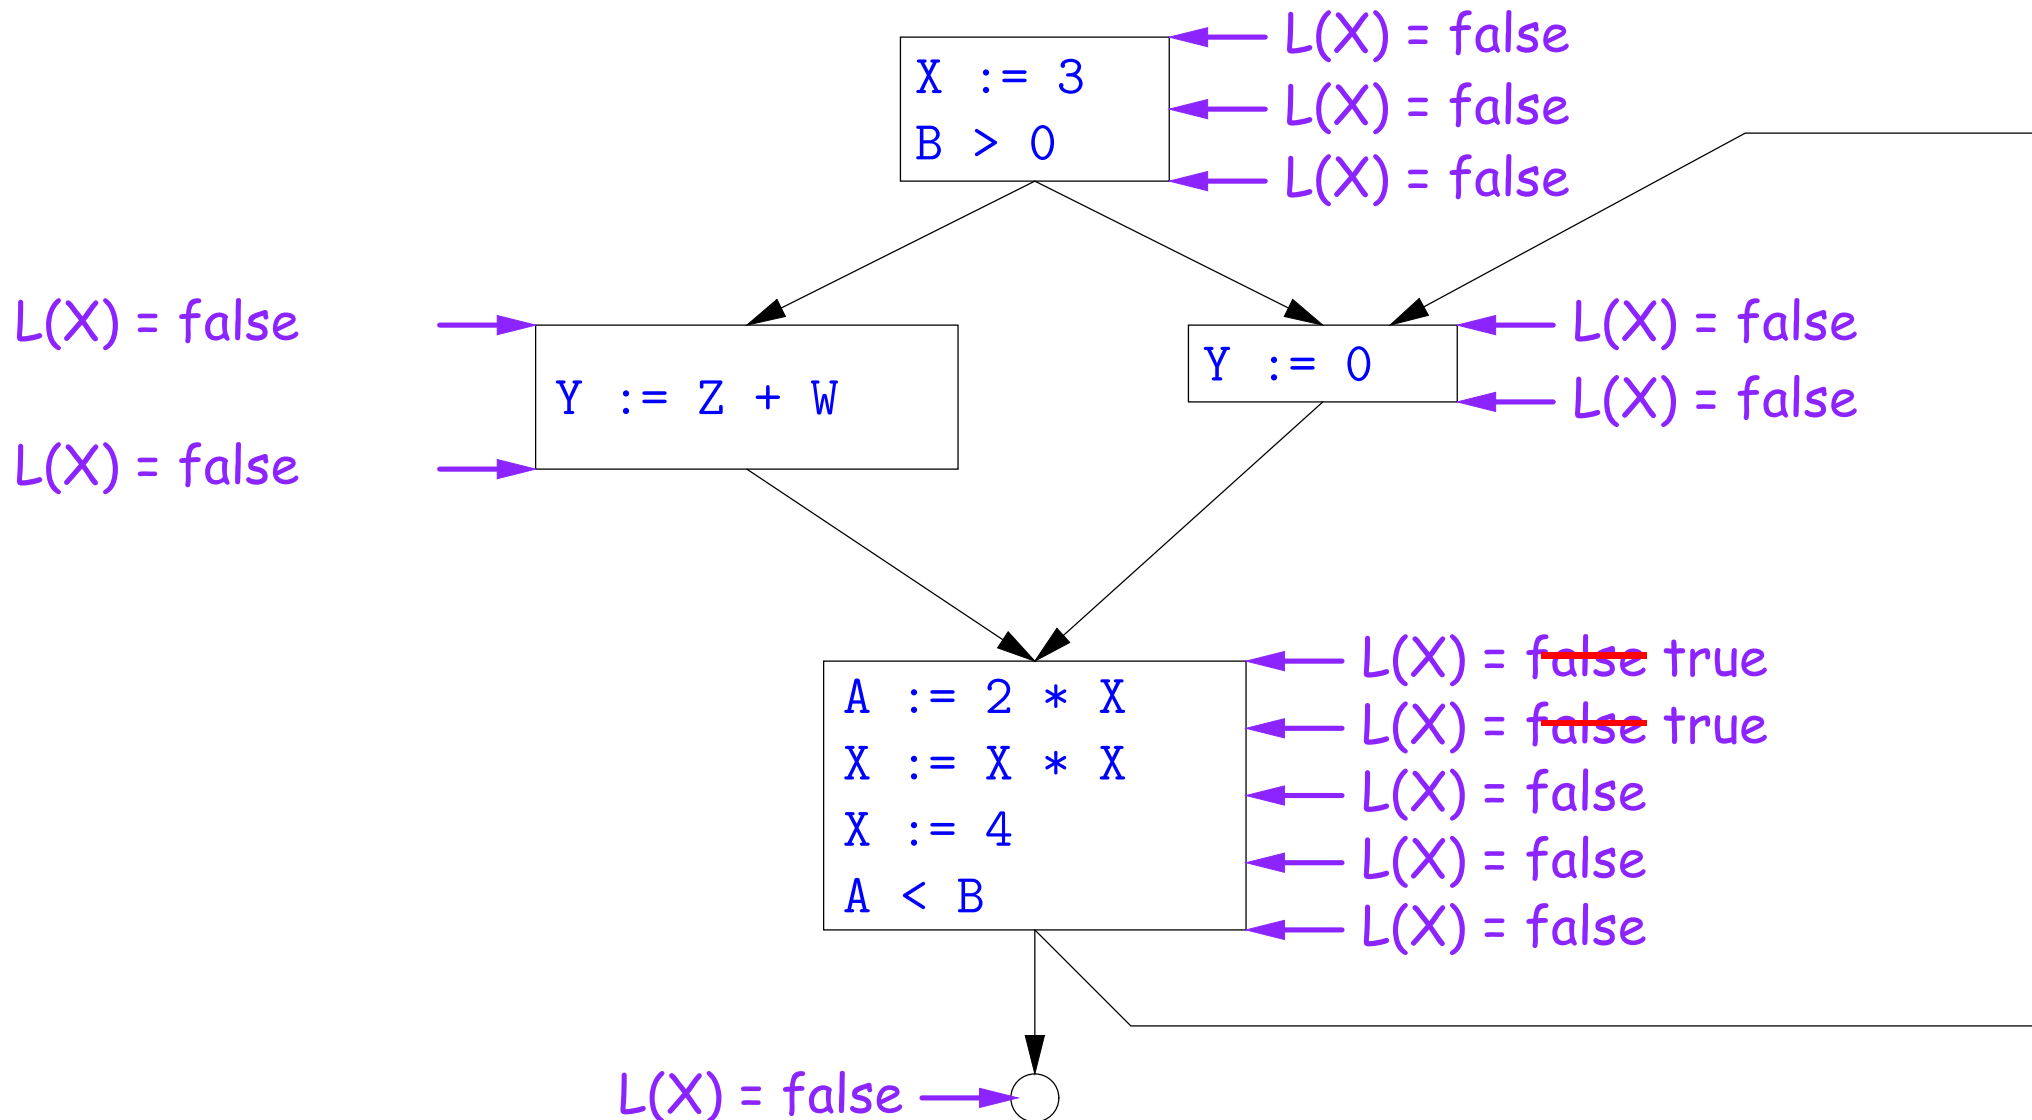 L(X) = false
X := 3
L(X) = false
B > 0
L(X) = false
L(X) = false
Y := Z + W
L(X) = false
L(X) = false
Y := 0
L(X) = false
L(X) = false true
A := 2 * X
L(X) = false true
X := X * X
L(X) = false
X := 4
L(X) = false
A < B
L(X) = false
L(X) = false